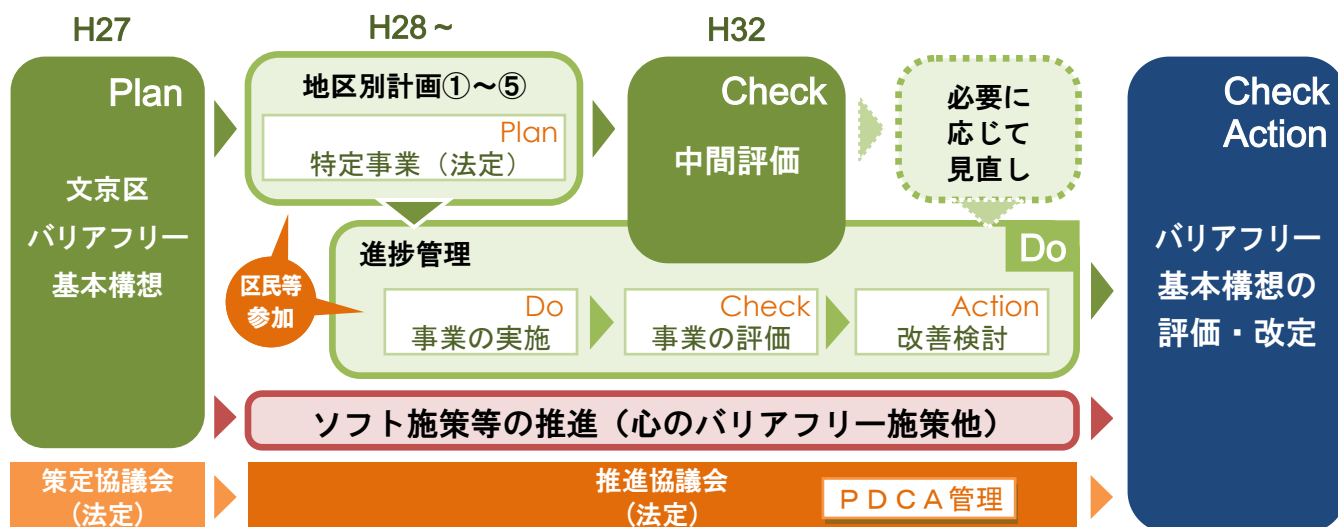 H27
H28～
H32
Plan
文京区
バリアフリー
基本構想
地区別計画①～⑤
Plan
特定事業（法定）
Check
中間評価
必要に
応じて
見直し
Check
Action
バリアフリー
基本構想の
評価・改定
区民等
参加
進捗管理
Do
Do
事業の実施
Check
事業の評価
Action
改善検討
ソフト施策等の推進（心のバリアフリー施策他）
策定協議会
（法定）
推進協議会
（法定）
ＰＤＣＡ管理